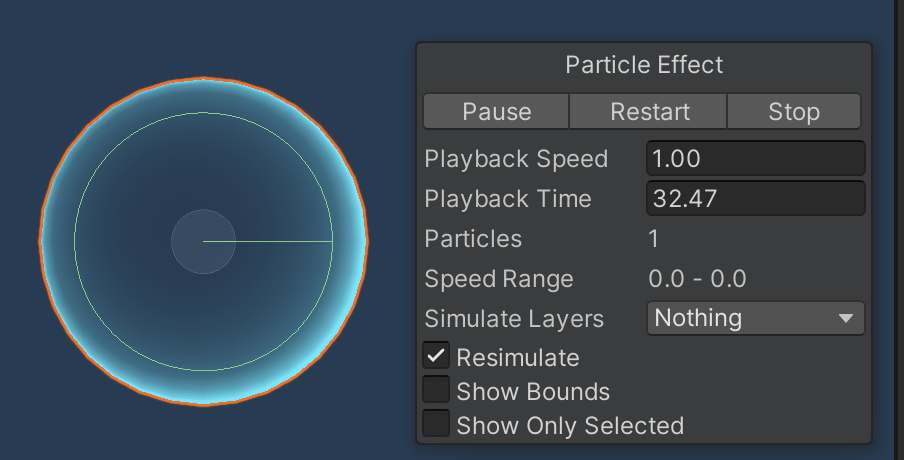 Particle Effect
Pause Restart Stop
Playback Speed 1.00
Playback Time 32.47
Particles 1
Speed Range 0.0 - 0.0
Simulate Layers Nothing
Resimulate
Show Bounds
Show Only Selected